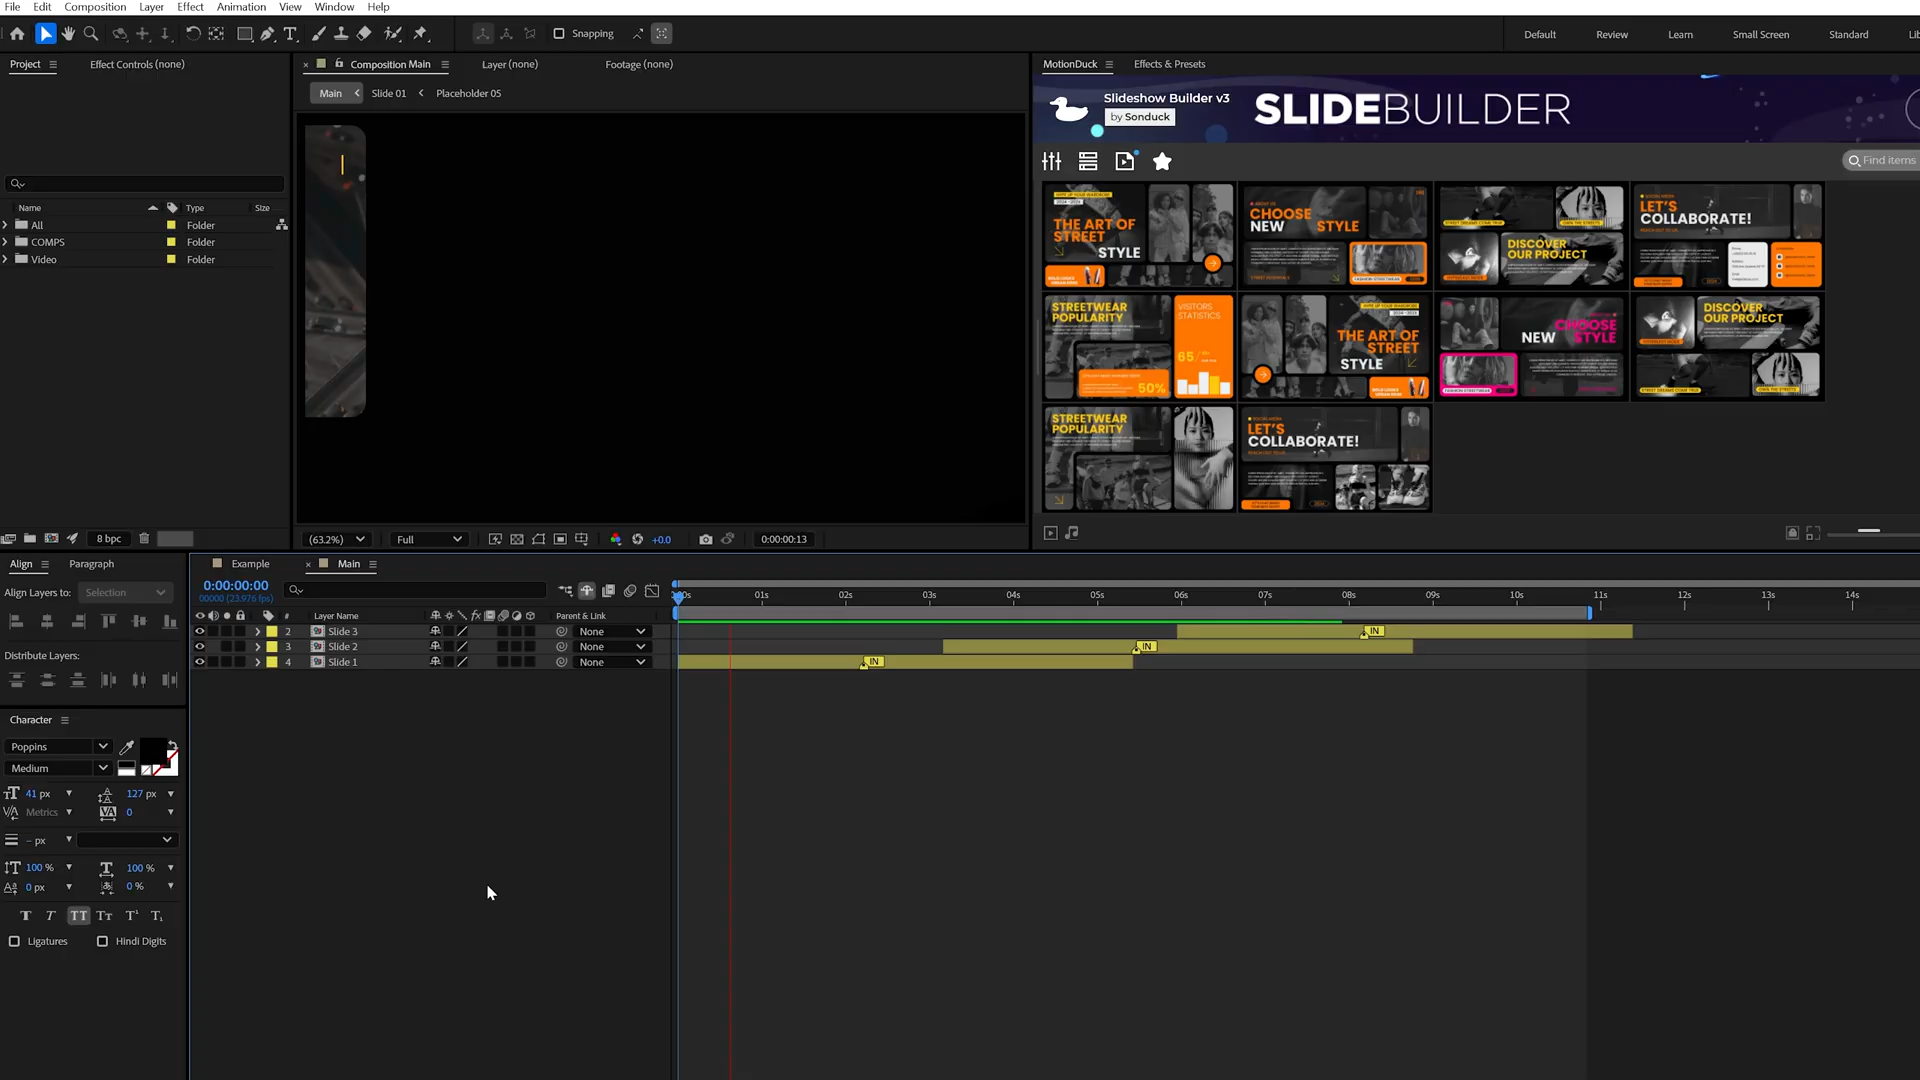 File Edit Composition Layer Effect Animation View Window Help
Snapping
Default Review Learn Small Screen Standard
Project Effect Controls (none)
Composition Main Layer (none) Footage (none)
MotionDuck Effects & Presets
Main Slide 01 Placeholder 05
Slideshow Builder v3
by Sonduck
SLIDEBUILDER
Find items
Name Type Size
All Folder
COMPS Folder
Video Folder
THE ART OF
STREET
STYLE
CHOOSE
NEW STYLE
DISCOVER
OUR PROJECT
LET'S
COLLABORATE!
STREETWEAR
POPULARITY
VISITORS
STATISTICS
65
50%
THE ART OF
STREET
STYLE
CHOOSE
NEW STYLE
DISCOVER
OUR PROJECT
STREETWEAR
POPULARITY
LET'S
COLLABORATE!
8 bpc
(63.2%) Full +0.0 0:00:00:13
Align Paragraph
Align Layers to: Selection
Distribute Layers:
Example Main
0:00:00:00
00000 (23.976 fps)
# Layer Name Parent & Link
01s 02s 03s 04s 05s 06s 07s 08s 09s 10s 11s 12s 13s 14s
2 Slide 3 None IN
3 Slide 2 None IN
4 Slide 1 None IN
Character
Poppins
Medium
41 px 127 px
Metrics 0
- px
100 % 100 %
0 px 0 %
Ligatures Hindi Digits